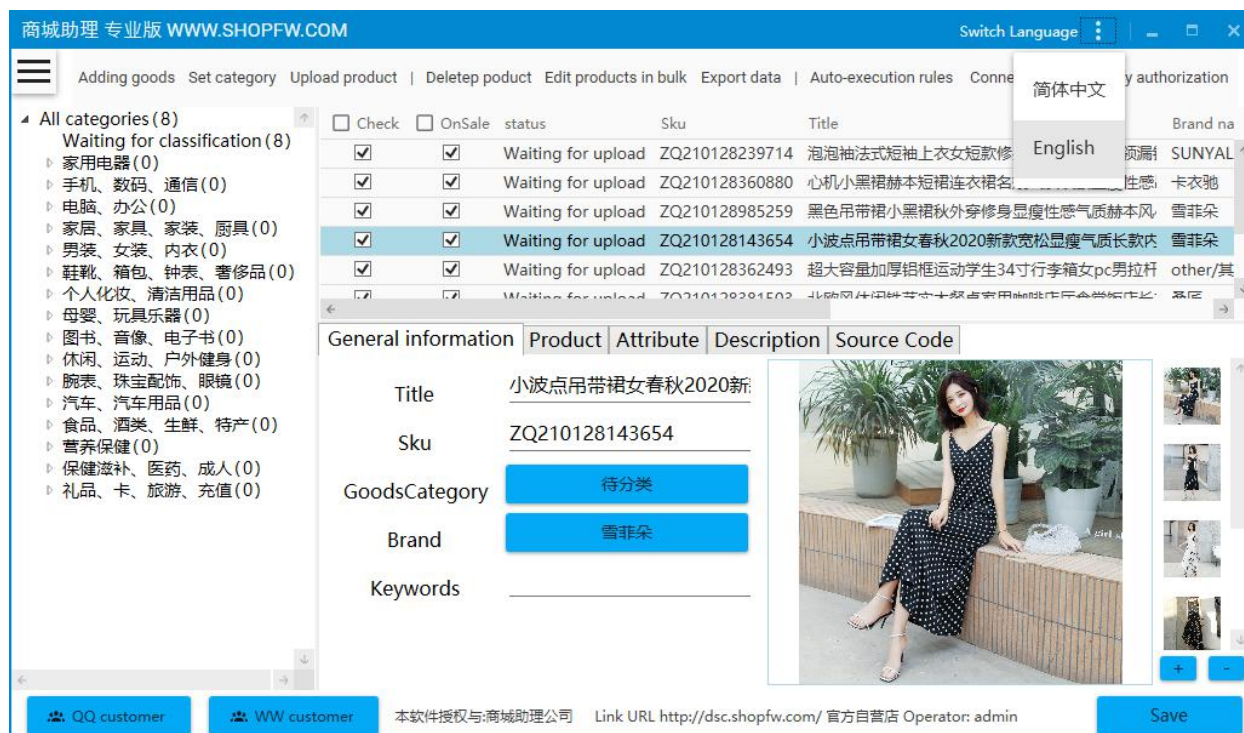 商城助理 专业版 WWW.SHOPFW.COM
Switch Language
简体中文
English
Adding goods Set category Upload product | Deletep poduct Edit products in bulk Export data | Auto-execution rules Conne y authorization
All categories(8)
Waiting for classification(8)
家用电器(0)
手机、数码、通信(0)
电脑、办公(0)
家居、家具、家装、厨具(0)
男装、女装、内衣(0)
鞋靴、箱包、钟表、奢侈品(0)
个人化妆、清洁用品(0)
母婴、玩具乐器(0)
图书、音像、电子书(0)
休闲、运动、户外健身(0)
腕表、珠宝配饰、眼镜(0)
汽车、汽车用品(0)
食品、酒类、生鲜、特产(0)
营养保健(0)
保健滋补、医药、成人(0)
礼品、卡、旅游、充值(0)
Check OnSale status Sku Title Brand na
Waiting for upload ZQ210128239714 泡泡袖法式短袖上衣女短款修 SUNYAL
Waiting for upload ZQ210128360880 心机小黑裙赫本短裙连衣裙名 性感 卡衣驰
Waiting for upload ZQ210128985259 黑色吊带裙小黑裙秋外穿修身显瘦性感气质赫本风 雪菲朵
Waiting for upload ZQ210128143654 小波点吊带裙女春秋2020新款宽松显瘦气质长款内 雪菲朵
Waiting for upload ZQ210128362493 超大容量加厚铝框运动学生34寸行李箱女pc男拉杆 other/其
Waiting for upload ZQ210128381503
General information Product Attribute Description Source Code
Title 小波点吊带裙女春秋2020新
Sku ZQ210128143654
GoodsCategory 待分类
Brand 雪菲朵
Keywords
+ -
QQ customer WW customer 本软件授权与:商城助理公司 Link URL http://dsc.shopfw.com/ 官方自营店 Operator: admin Save